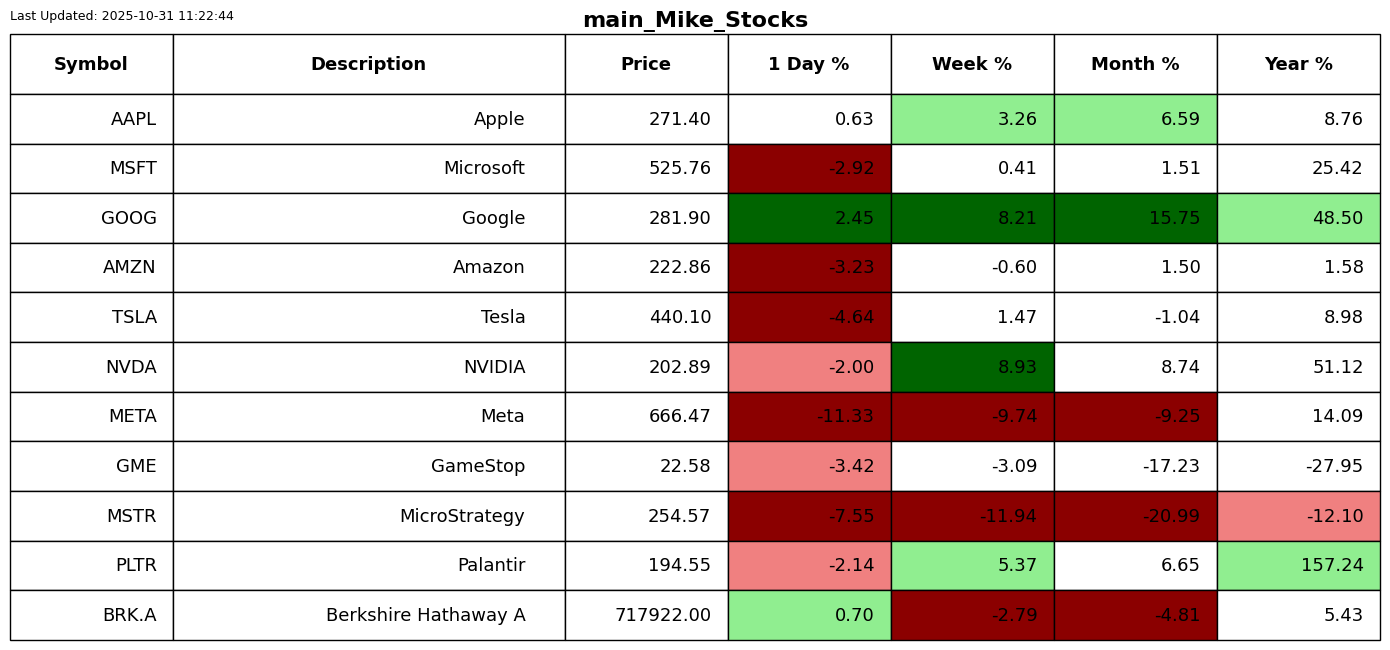 Last Updated: 2025-10-31 11:22:44
main_Mike_Stocks
Symbol Description Price 1 Day % Week % Month % Year %
AAPL Apple 271.40 0.63 3.26 6.59 8.76
MSFT Microsoft 525.76 -2.92 0.41 1.51 25.42
GOOG Google 281.90 2.45 8.21 15.75 48.50
AMZN Amazon 222.86 -3.23 -0.60 1.50 1.58
TSLA Tesla 440.10 -4.64 1.47 -1.04 8.98
NVDA NVIDIA 202.89 -2.00 8.93 8.74 51.12
META Meta 666.47 -11.33 -9.74 -9.25 14.09
GME GameStop 22.58 -3.42 -3.09 -17.23 -27.95
MSTR MicroStrategy 254.57 -7.55 -11.94 -20.99 -12.10
PLTR Palantir 194.55 -2.14 5.37 6.65 157.24
BRK.A Berkshire Hathaway A 717922.00 0.70 -2.79 -4.81 5.43